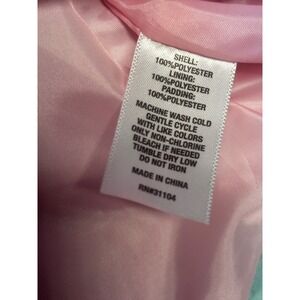 SHELL:
100%POLYESTER
LINING:
100%POLYESTER
PADDING:
100%POLYESTER
MACHINE WASH COLD
GENTLE CYCLE
WITH LIKE COLORS
ONLY NON-CHLORINE
BLEACH IF NEEDED
TUMBLE DRY LOW
DO NOT IRON
MADE IN CHINA
RN#31104